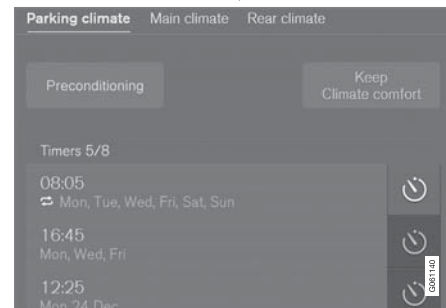 Parking climate Main climate Rear climate
Preconditioning
Keep
Climate comfort
Timers 5/8
08:05
Mon, Tue, Wed, Fri, Sat, Sun
16:45
Mon, Wed, Fri
12:25
Mon 24 Dec
G061140